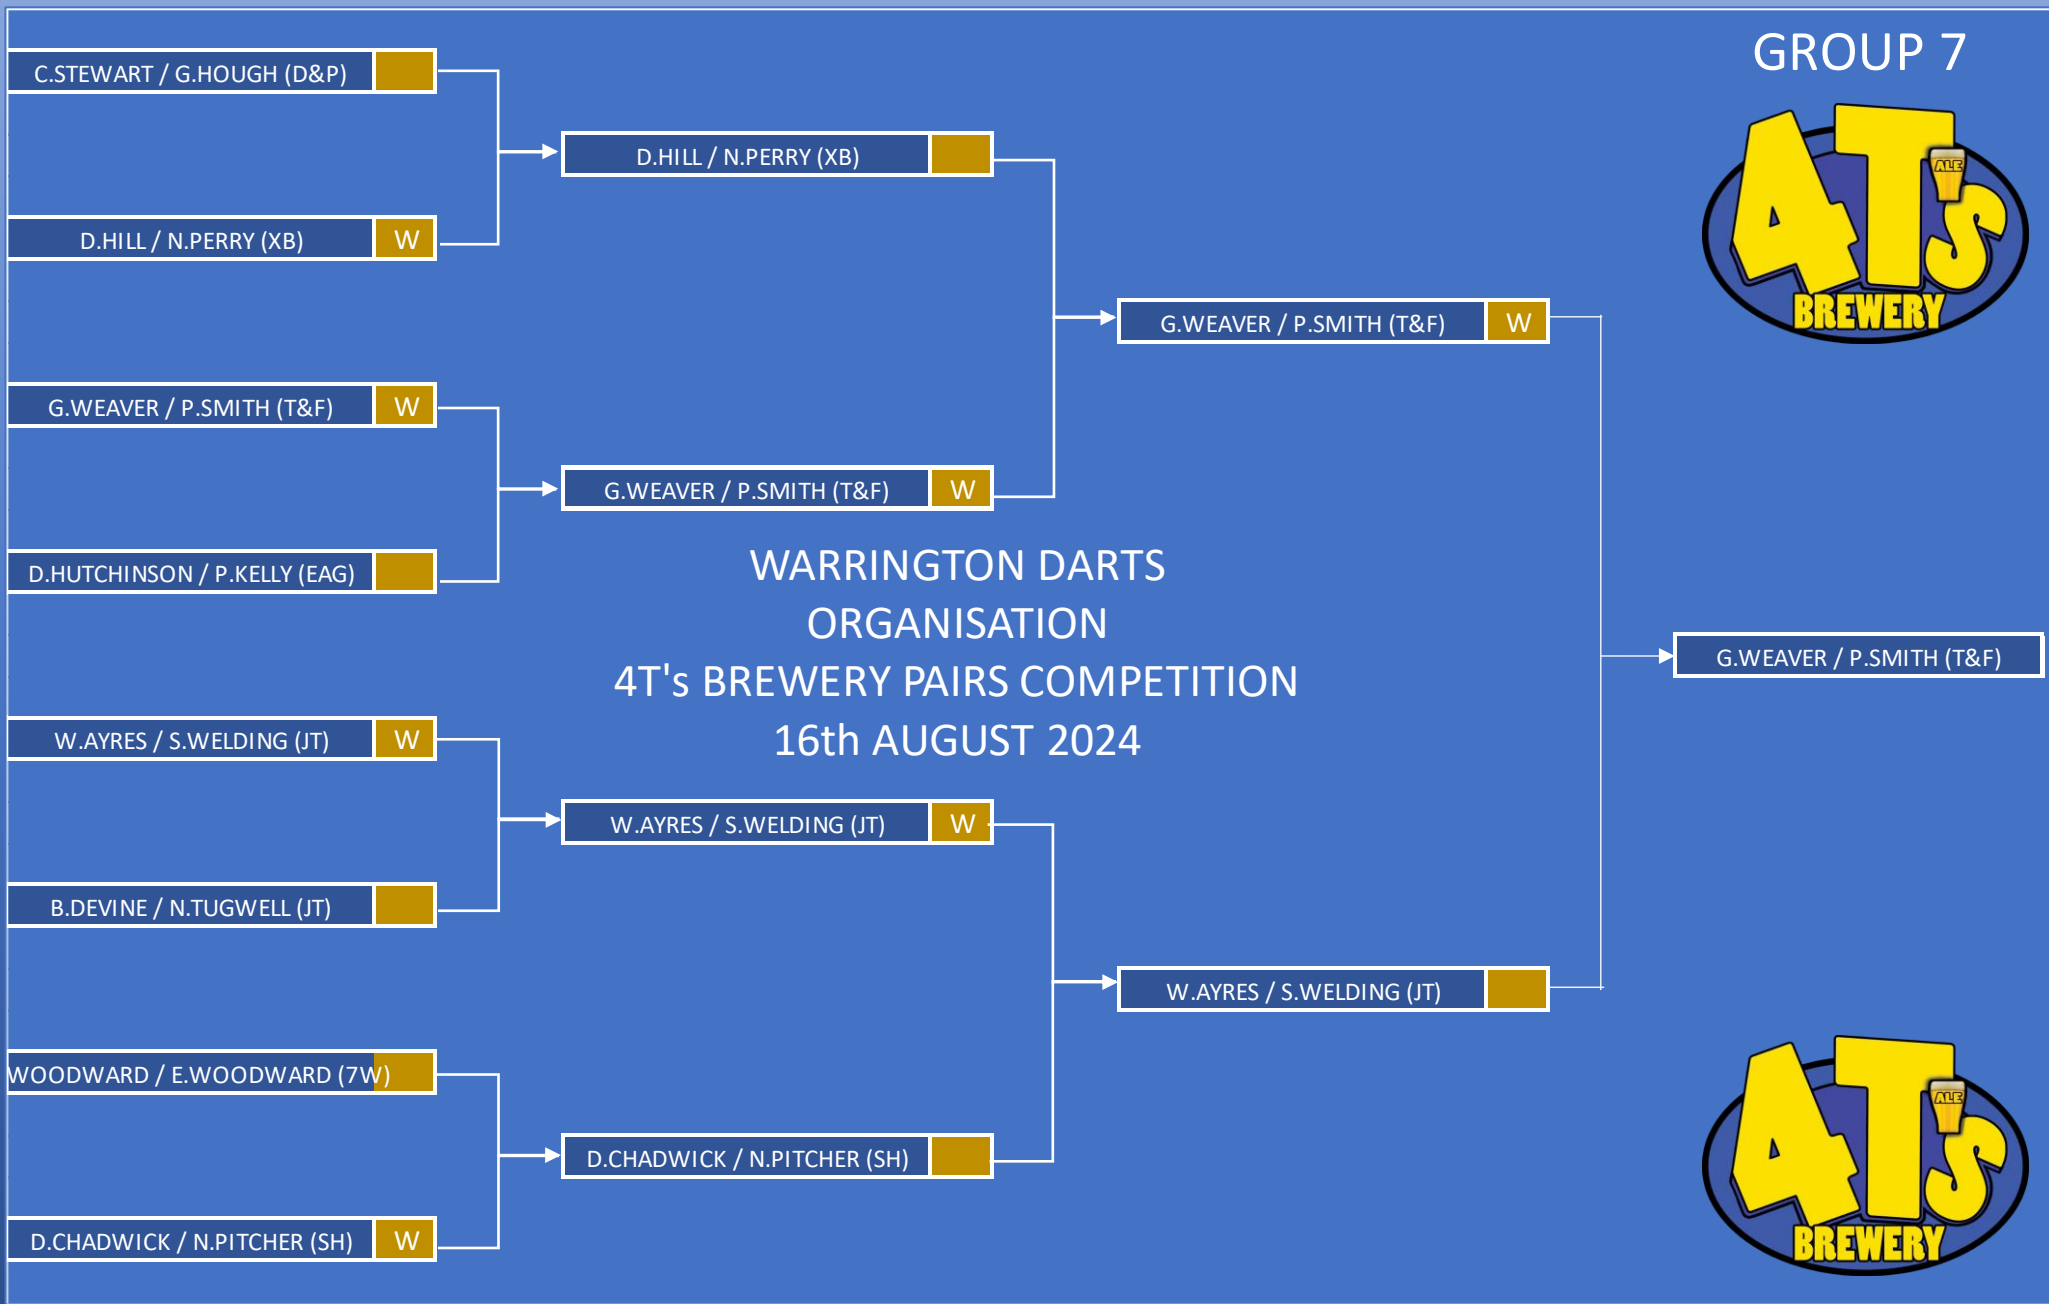 GROUP 7
4T's
ALE
BREWERY
C.STEWART / G.HOUGH (D&P)
D.HILL / N.PERRY (XB) W
G.WEAVER / P.SMITH (T&F) W
D.HUTCHINSON / P.KELLY (EAG)
W.AYRES / S.WELDING (JT) W
B.DEVINE / N.TUGWELL (JT)
WOODWARD / E.WOODWARD (7W)
D.CHADWICK / N.PITCHER (SH) W
D.HILL / N.PERRY (XB)
G.WEAVER / P.SMITH (T&F) W
W.AYRES / S.WELDING (JT) W
D.CHADWICK / N.PITCHER (SH)
WARRINGTON DARTS
ORGANISATION
4T's BREWERY PAIRS COMPETITION
16th AUGUST 2024
G.WEAVER / P.SMITH (T&F) W
W.AYRES / S.WELDING (JT)
G.WEAVER / P.SMITH (T&F)
4T's
ALE
BREWERY